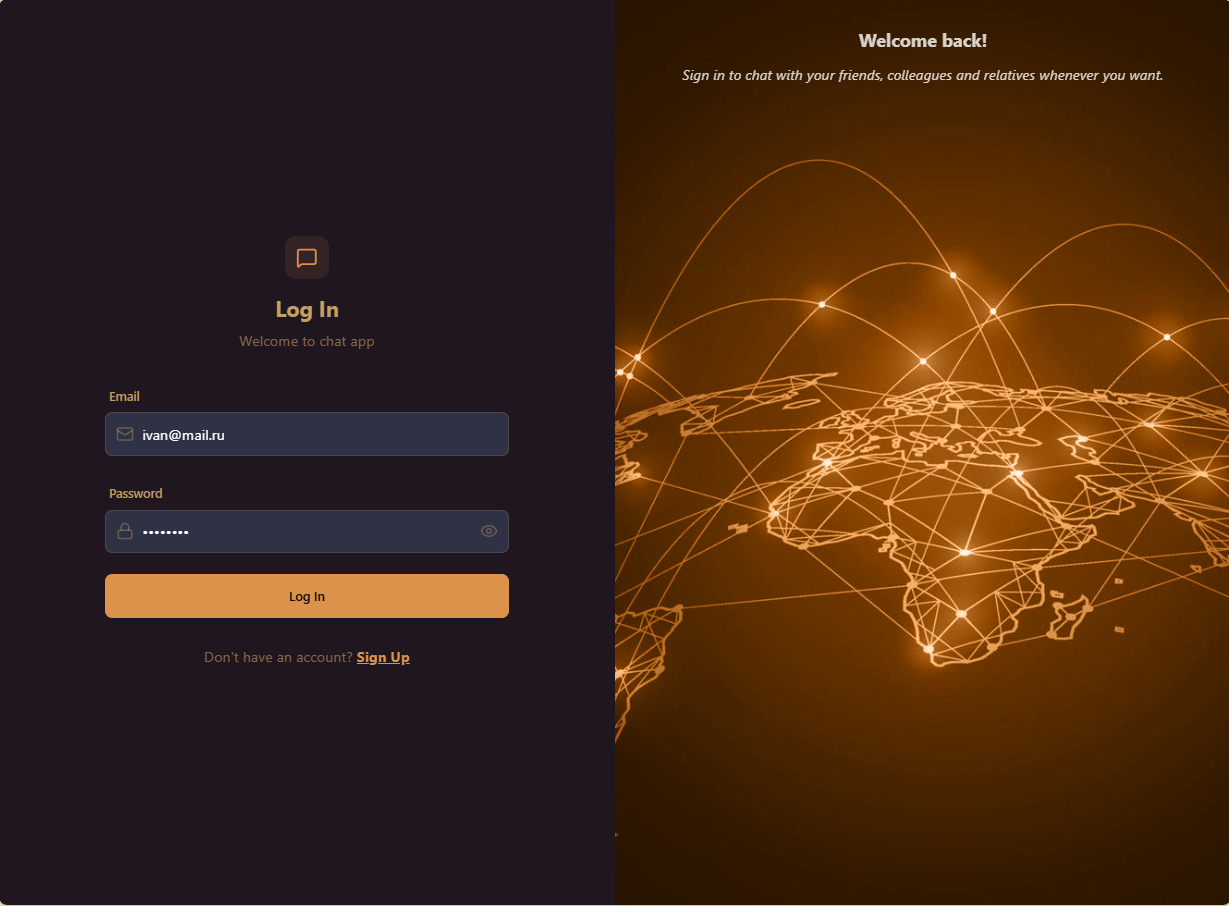 Log In
Welcome to chat app
Email
ivan@mail.ru
Password
••••••••
Log In
Don't have an account? Sign Up
Welcome back!
Sign in to chat with your friends, colleagues and relatives whenever you want.